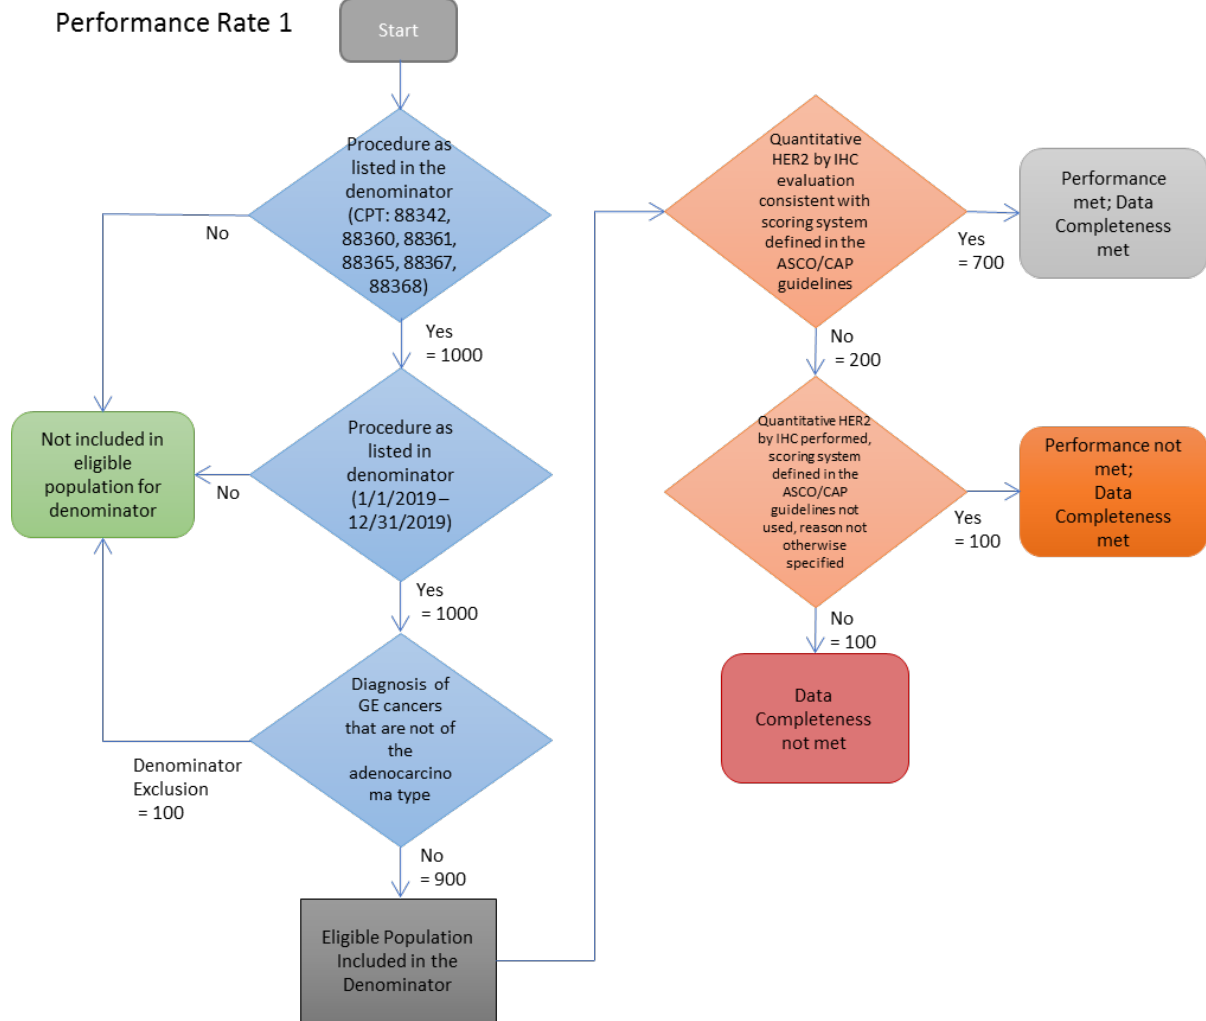 Performance Rate 1
Start
Procedure as
listed in the
denominator
(CPT: 88342,
88360, 88361,
88365, 88367,
88368)
No
Yes
= 1000
Procedure as
listed in
denominator
(1/1/2019 –
12/31/2019)
No
Not included in
eligible
population for
denominator
Yes
= 1000
Diagnosis of
GE cancers
that are not of
the
adenocarcino
ma type
Denominator
Exclusion
= 100
No
= 900
Eligible Population
Included in the
Denominator
Quantitative
HER2 by IHC
evaluation
consistent with
scoring system
defined in the
ASCO/CAP
guidelines
Yes
= 700
Performance
met; Data
Completeness
met
No
= 200
Quantitative HER2
by IHC performed,
scoring system
defined in the
ASCO/CAP
guidelines not
used, reason not
otherwise
specified
Yes
= 100
Performance not
met;
Data
Completeness
met
No
= 100
Data
Completeness
not met